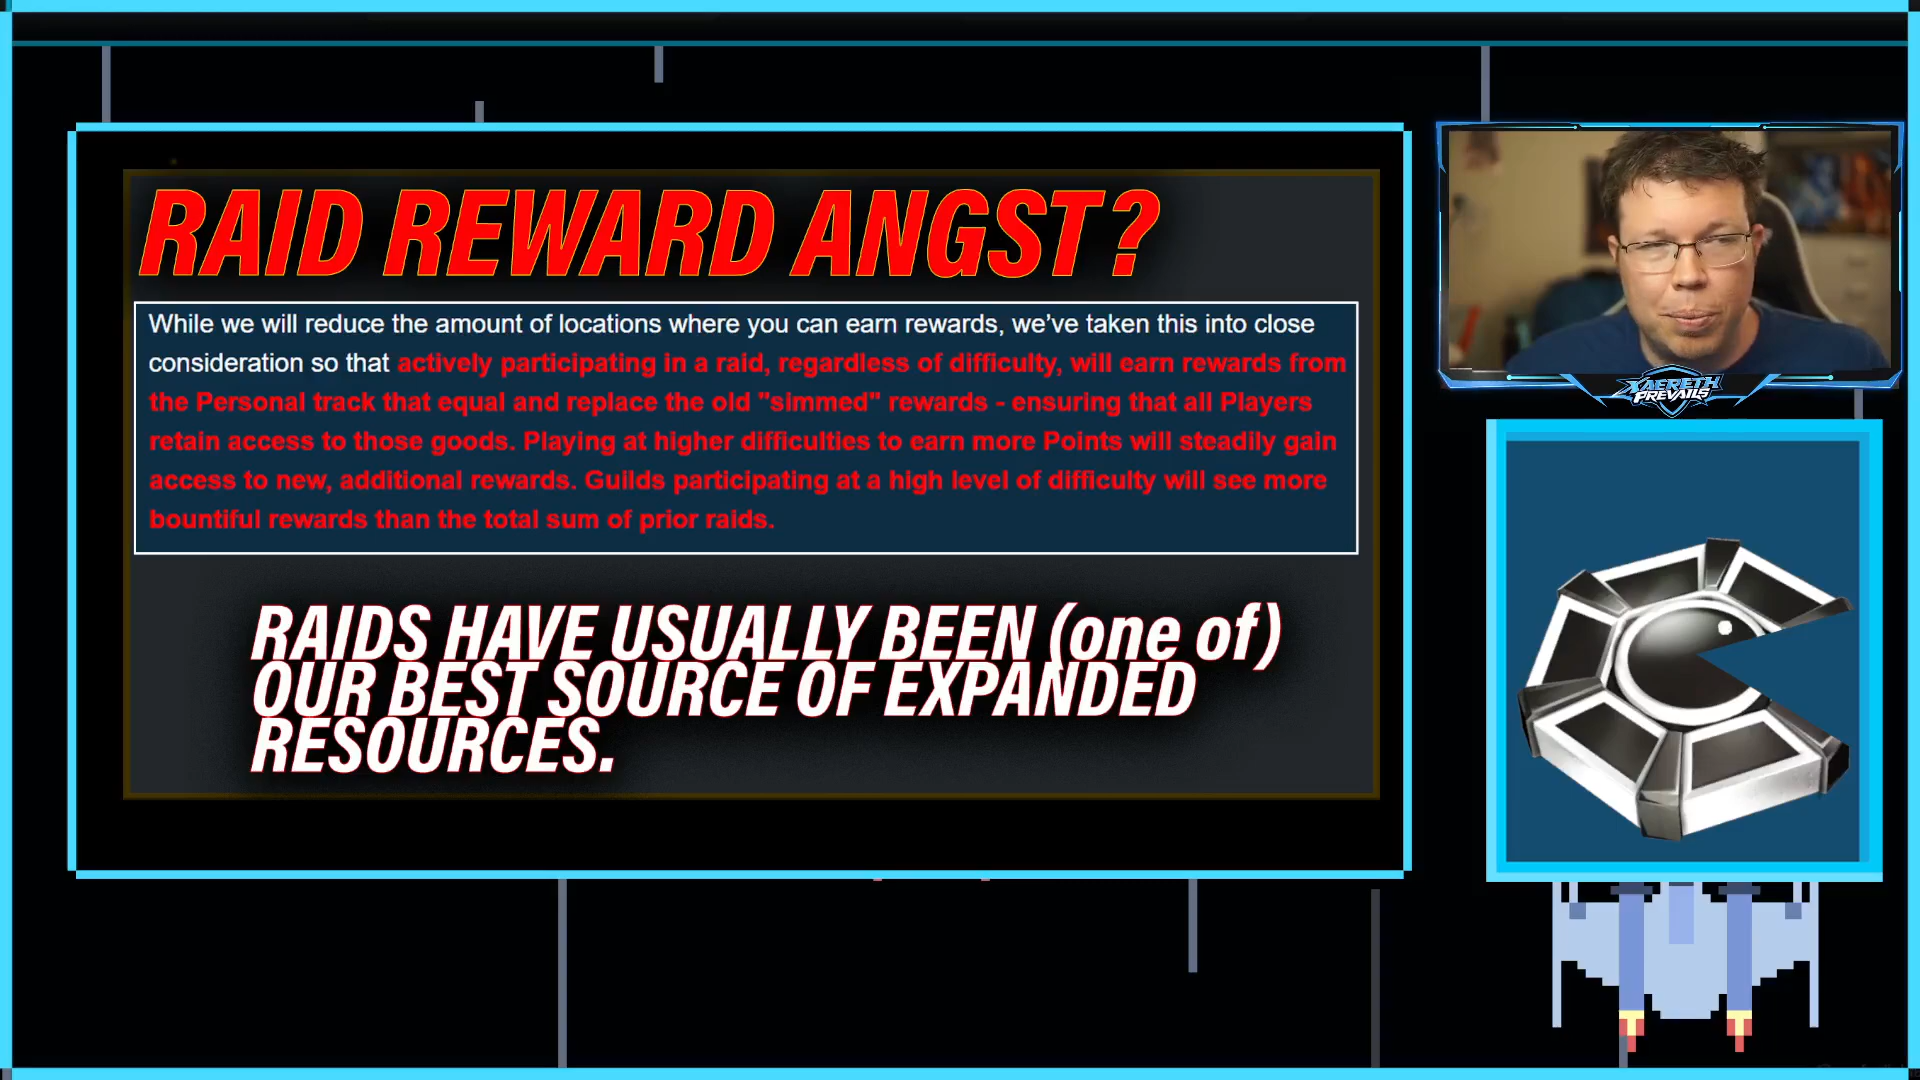 RAID REWARD ANGST?
While we will reduce the amount of locations where you can earn rewards, we've taken this into close
consideration so that actively participating in a raid, regardless of difficulty, will earn rewards from
the Personal track that equal and replace the old "simmed" rewards - ensuring that all Players
retain access to those goods. Playing at higher difficulties to earn more Points will steadily gain
access to new, additional rewards. Guilds participating at a high level of difficulty will see more
bountiful rewards than the total sum of prior raids.
RAIDS HAVE USUALLY BEEN (one of)
OUR BEST SOURCE OF EXPANDED
RESOURCES.
XAERETH
PREVAILS